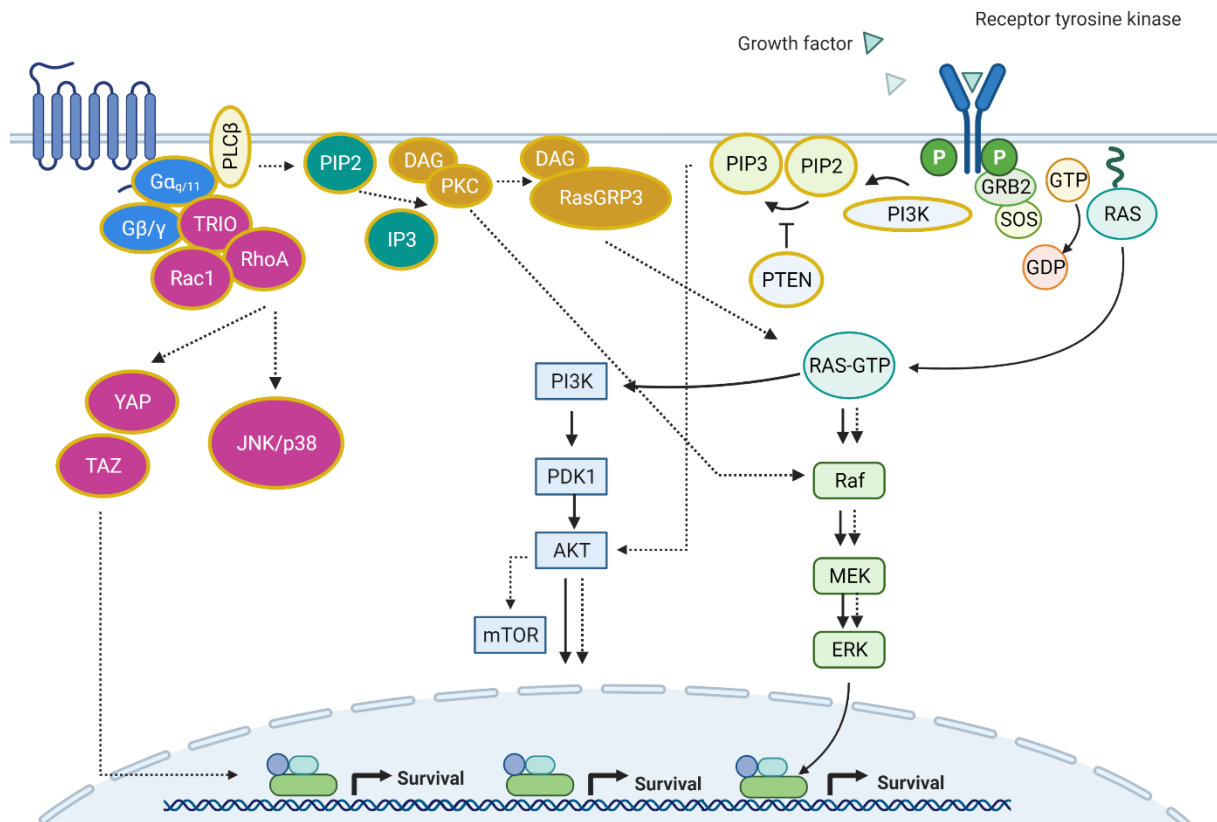 Receptor tyrosine kinase
Growth factor
PLCβ
Gαq/11
Gβ/γ
TRIO
Rac1
RhoA
PIP2
IP3
DAG
PKC
DAG
RasGRP3
PIP3
PIP2
PI3K
PTEN
P
P
GRB2
SOS
GTP
GDP
RAS
RAS-GTP
PI3K
YAP
TAZ
JNK/p38
PDK1
AKT
mTOR
Raf
MEK
ERK
Survival
Survival
Survival